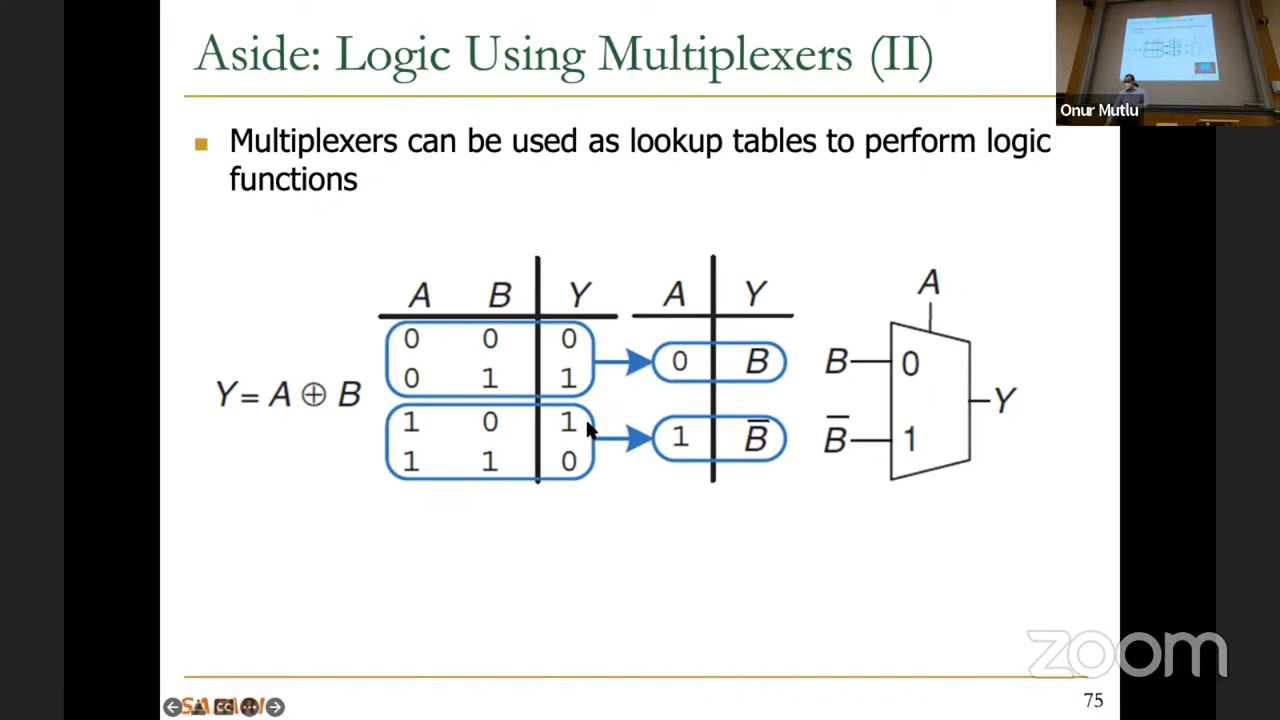 Aside: Logic Using Multiplexers (II)
Onur Mutlu
Multiplexers can be used as lookup tables to perform logic
functions
Y = A ⊕ B
A B Y
0 0 0
0 1 1
1 0 1
1 1 0
A Y
0 B
1 B̅
A
B 0
B̅ 1
Y
zoom
SAFARI
75